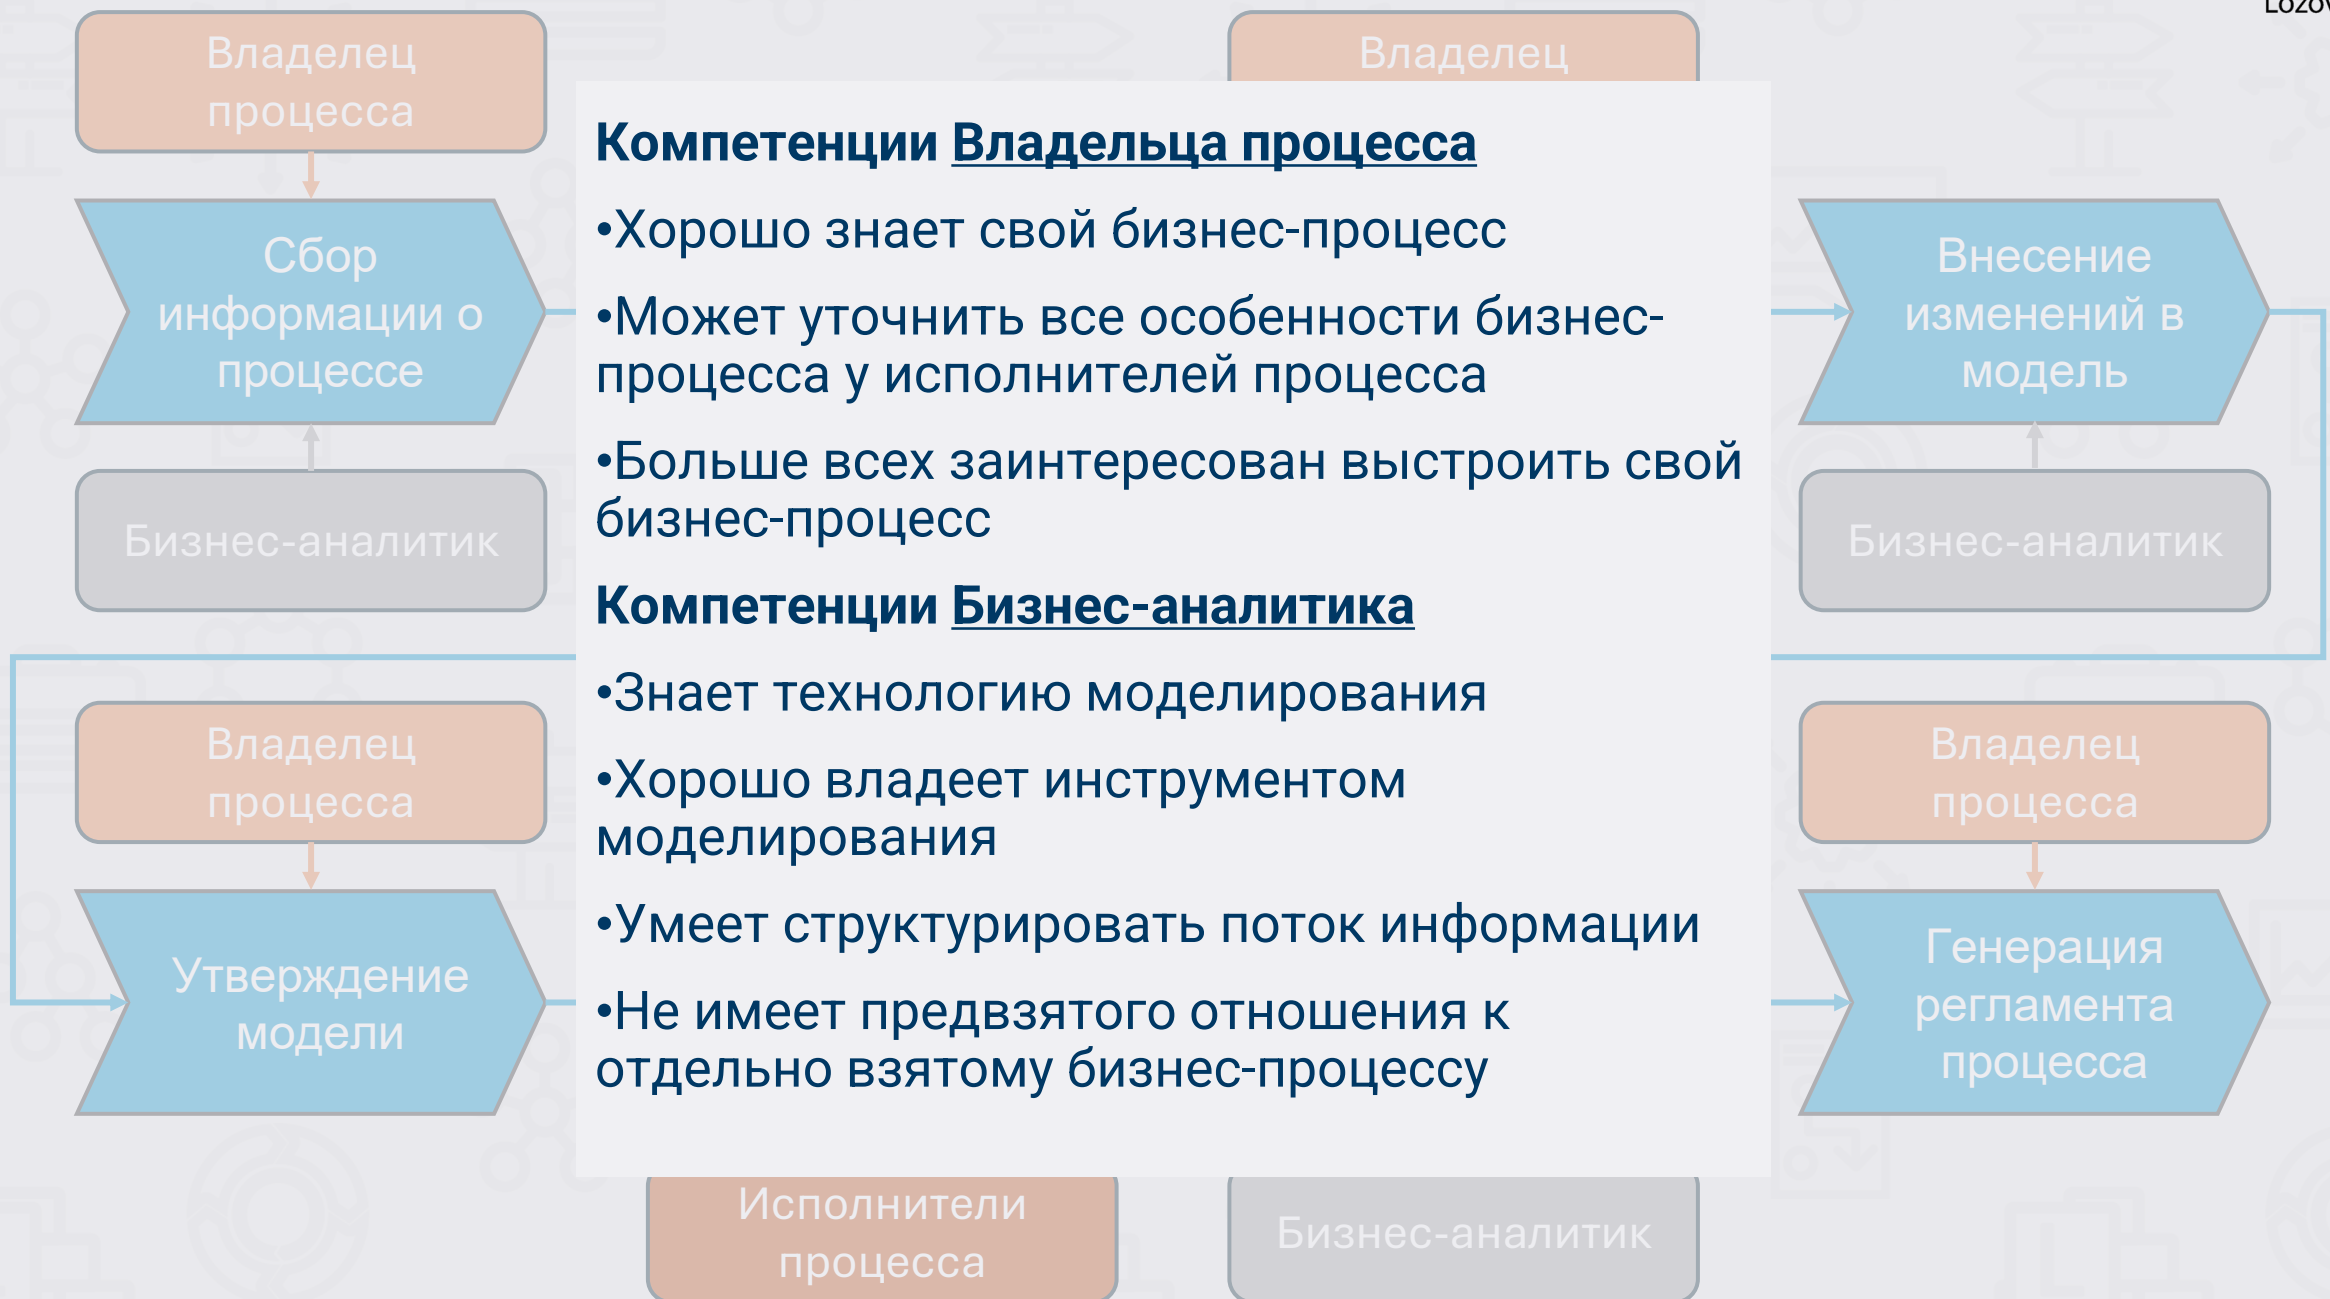 Владелец
процесса
Владелец
Компетенции Владельца процесса
•Хорошо знает свой бизнес-процесс
•Может уточнить все особенности бизнес-
процесса у исполнителей процесса
•Больше всех заинтересован выстроить свой
бизнес-процесс
Компетенции Бизнес-аналитика
•Знает технологию моделирования
•Хорошо владеет инструментом
моделирования
•Умеет структурировать поток информации
•Не имеет предвзятого отношения к
отдельно взятому бизнес-процессу
Сбор
информации о
процессе
Внесение
изменений в
модель
Бизнес-аналитик
Бизнес-аналитик
Владелец
процесса
Владелец
процесса
Утверждение
модели
Генерация
регламента
процесса
Исполнители
процесса
Бизнес-аналитик